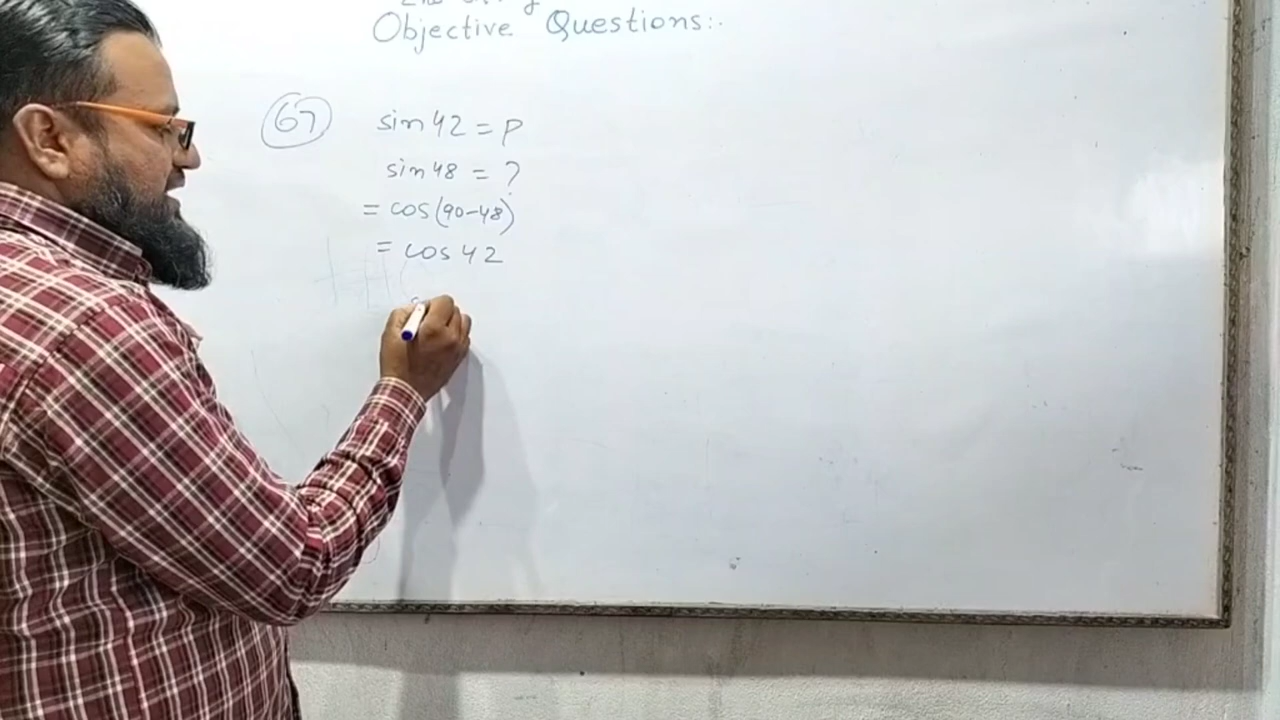 Objective Questions:-
67 sin 42 = P
sin 48 = ?
= cos(90-48)
= cos 42